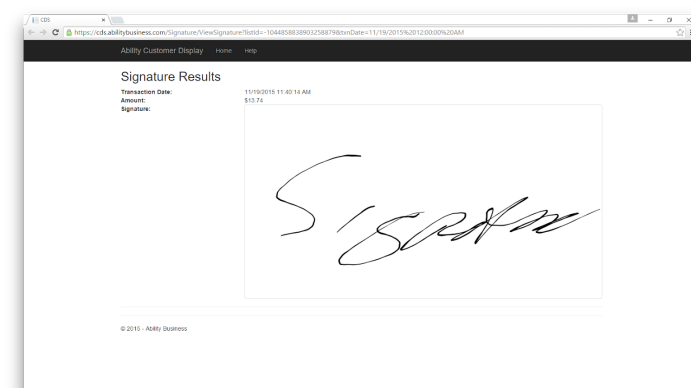 CDS
https://cds.abilitybusiness.com/Signature/ViewSignature?listId=-1044858838903258879&txnDate=11/19/2015%2012:00:00%20AM
Ability Customer Display Home Help
Signature Results
Transaction Date: 11/19/2015 11:40:14 AM
Amount: $13.74
Signature:
© 2015 - Ability Business